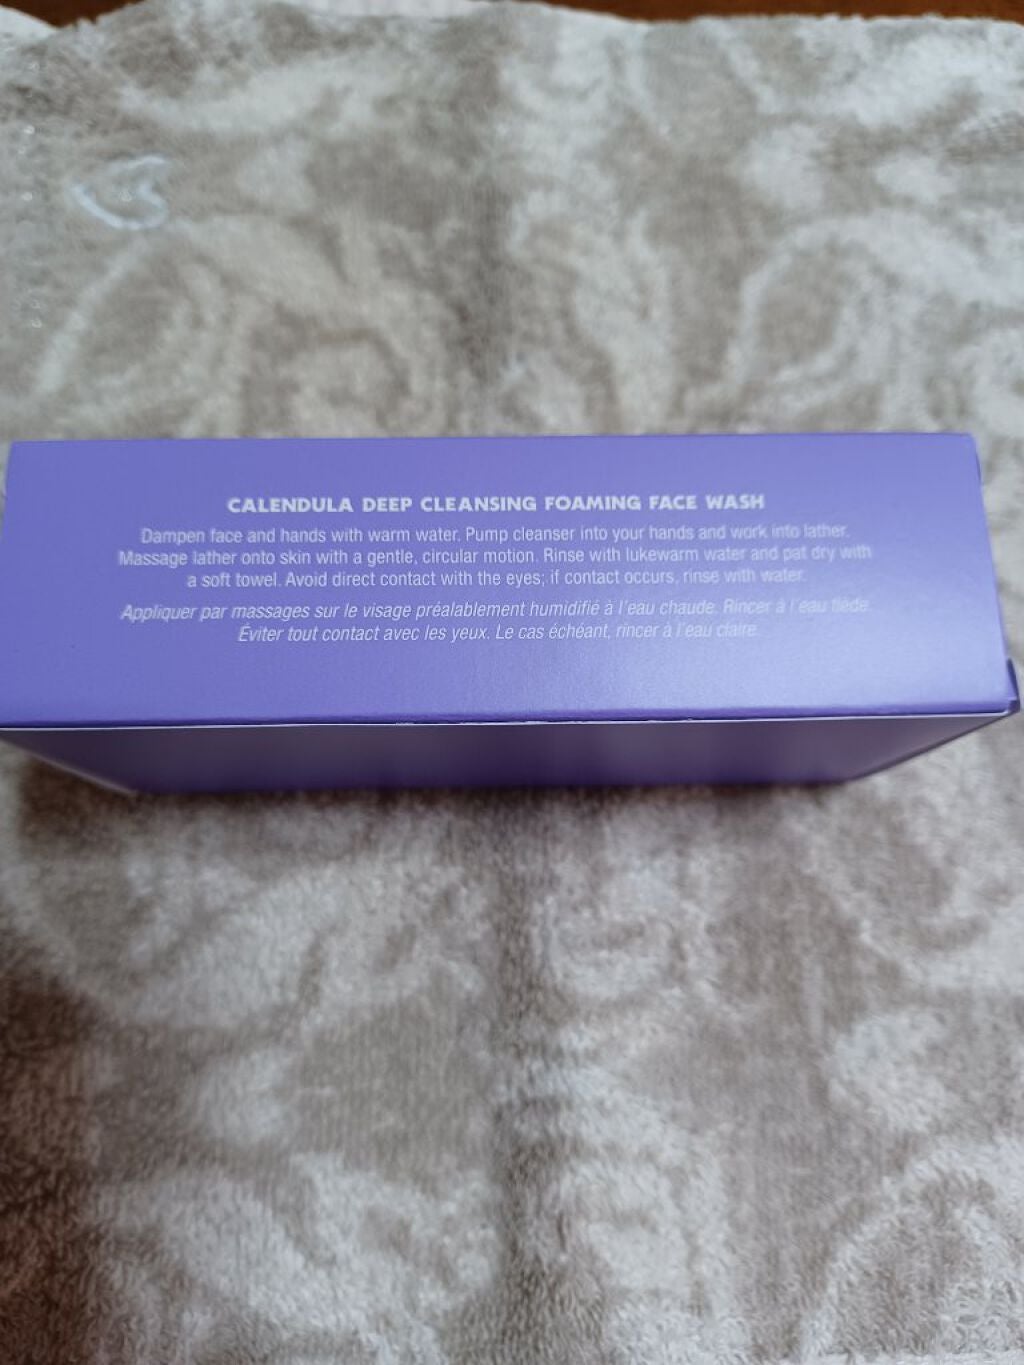 CALENDULA DEEP CLEANSING FOAMING FACE WASH
Dampen face and hands with warm water. Pump cleanser into your hands and work into lather.
Massage lather onto skin with a gentle, circular motion. Rinse with lukewarm water and pat dry with
a soft towel. Avoid direct contact with the eyes; if contact occurs, rinse with water.
Appliquer par massages sur le visage préalablement humidifié à l'eau chaude. Rincer à l'eau tiède.
Éviter tout contact avec les yeux. Le cas échéant, rincer à l'eau claire.